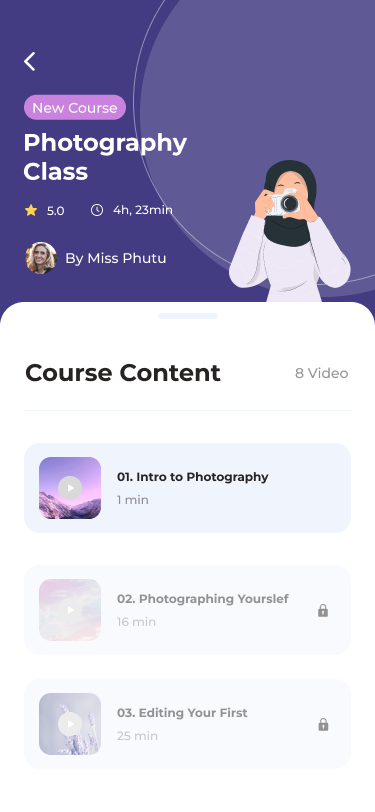 New Course
Photography
Class
5.0
4h, 23min
By Miss Phutu
Course Content
8 Video
01. Intro to Photography
1 min
02. Photographing Yourslef
16 min
03. Editing Your First
25 min